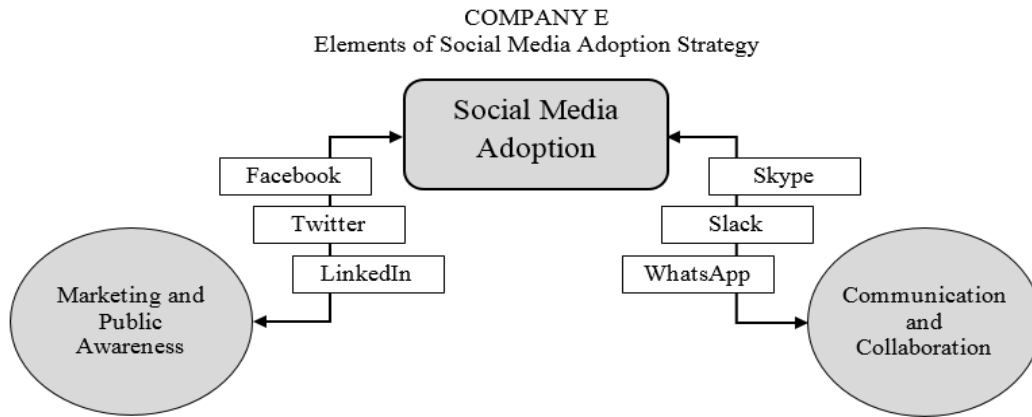 COMPANY E
Elements of Social Media Adoption Strategy
Social Media
Adoption
Facebook
Twitter
LinkedIn
Marketing and
Public
Awareness
Skype
Slack
WhatsApp
Communication
and
Collaboration